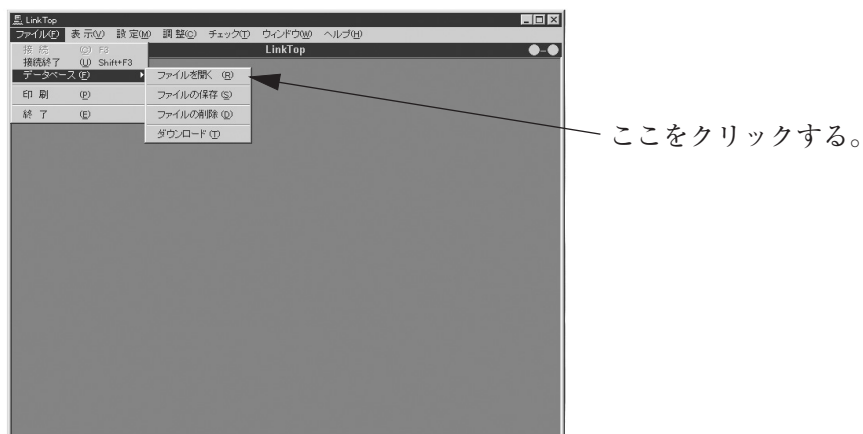 LinkTop
ファイル(F) 表示(V) 設定(M) 調整(C) チェック(T) ウィンドウ(W) ヘルプ(H)
LinkTop
接続 (C) F3
接続終了 (U) Shift+F3
データベース(F)
印刷 (P)
終了 (E)
ファイルを開く (R)
ファイルの保存(S)
ファイルの削除(D)
ダウンロード(T)
ここをクリックする。